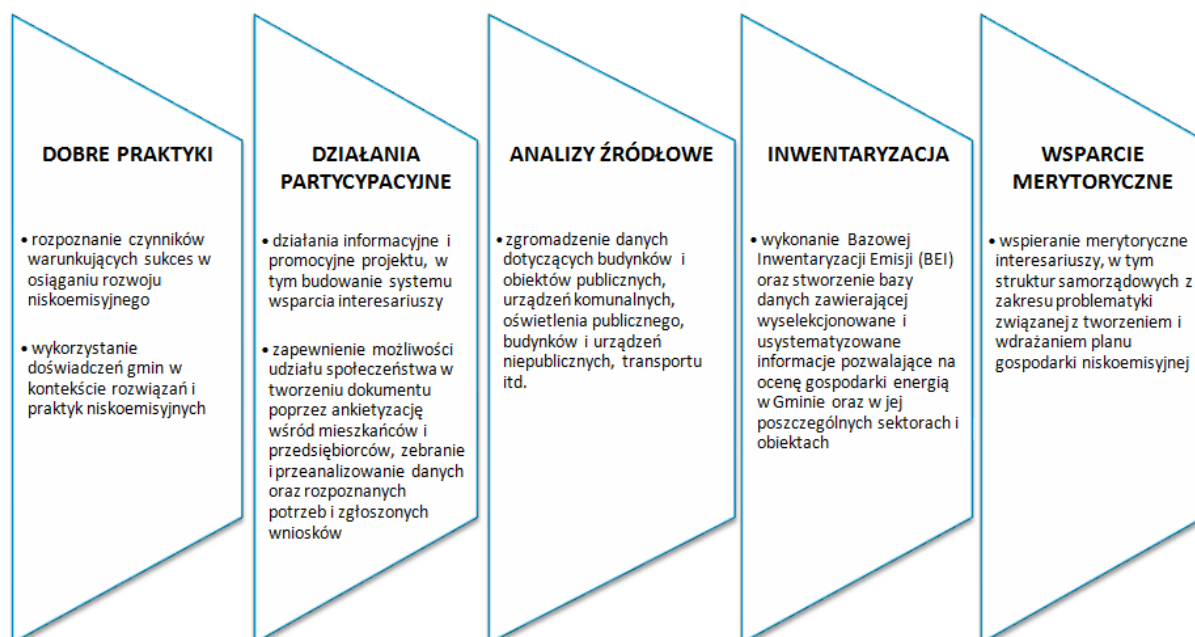 DOBRE PRAKTYKI
• rozpoznanie czynników
warunkujących sukces w
osiąganiu rozwoju
niskoemisyjnego
• wykorzystanie
doświadczeń gmin w
kontekście rozwiązań i
praktyk niskoemisyjnych
DZIAŁANIA
PARTYCYPACYJNE
• działania informacyjne i
promocyjne projektu, w
tym budowanie systemu
wsparcia interesariuszy
• zapewnienie możliwości
udziału społeczeństwa w
tworzeniu dokumentu
poprzez ankietyzację
wśród mieszkańców i
przedsiębiorców, zebranie
i przeanalizowanie danych
oraz rozpoznanych
potrzeb i zgłoszonych
wniosków
ANALIZY ŹRÓDŁOWE
• zgromadzenie danych
dotyczących budynków i
obiektów publicznych,
urządzeń komunalnych,
oświetlenia publicznego,
budynków i urządzeń
niepublicznych, transportu
itd.
INWENTARYZACJA
• wykonanie Bazowej
Inwentaryzacji Emisji (BEI)
oraz stworzenie bazy
danych zawierającej
wyselekcjonowane i
usystematyzowane
informacje pozwalające na
ocenę gospodarki energią
w Gminie oraz w jej
poszczególnych sektorach i
obiektach
WSPARCIE
MERYTORYCZNE
• wspieranie merytoryczne
interesariuszy, w tym
struktur samorządowych z
zakresu problematyki
związanej z tworzeniem i
wdrażaniem planu
gospodarki niskoemisyjnej